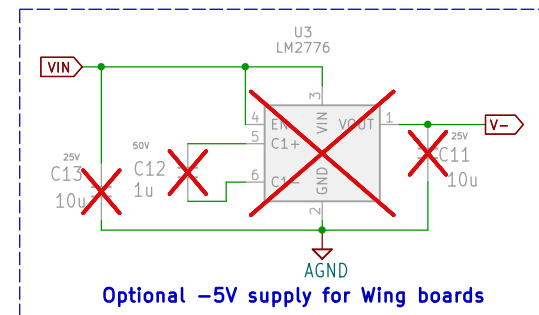 U3
LM2776
VIN
3
4
EN
VIN
VOUT
1
V−
5
C1+
25V
C13
10u
50V
C12
1u
25V
C11
10u
6
C1−
GND
2
AGND
Optional −5V supply for Wing boards